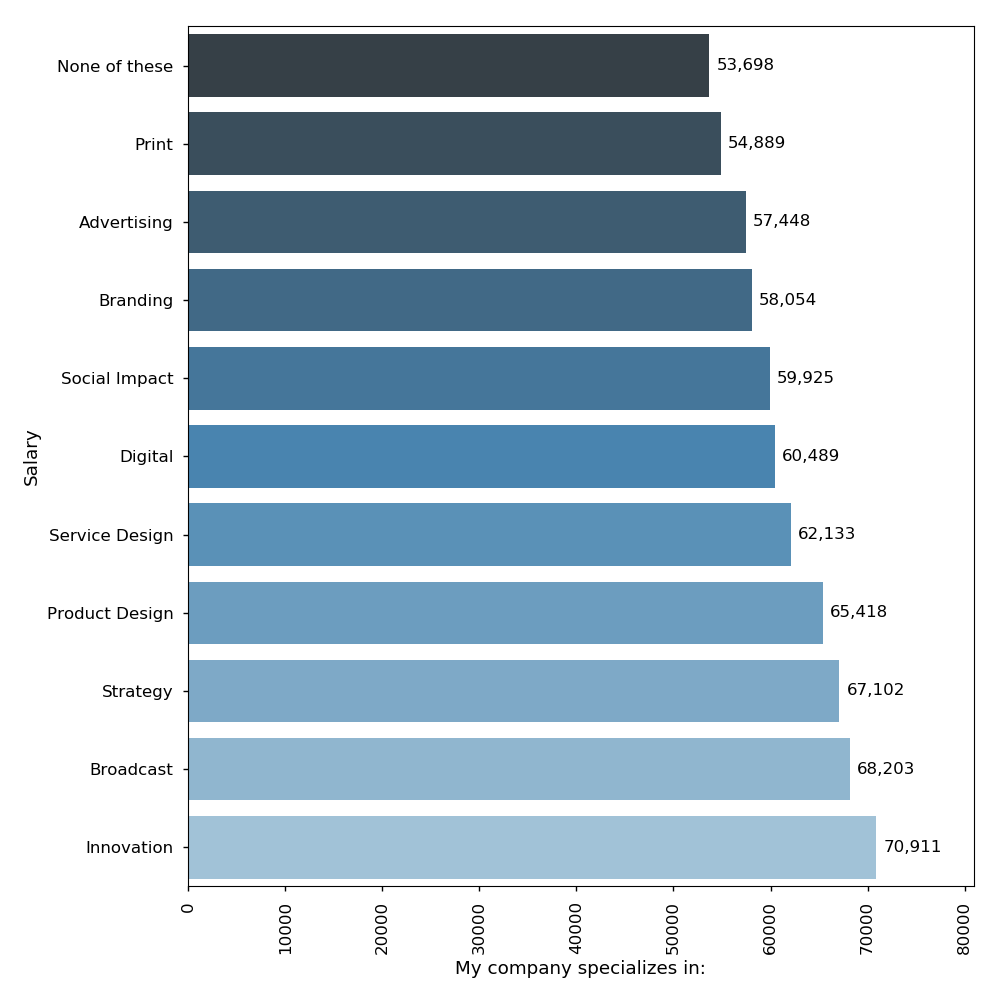 None of these 53,698
Print 54,889
Advertising 57,448
Branding 58,054
Social Impact 59,925
Digital 60,489
Service Design 62,133
Product Design 65,418
Strategy 67,102
Broadcast 68,203
Innovation 70,911
Salary
0 10000 20000 30000 40000 50000 60000 70000 80000
My company specializes in: